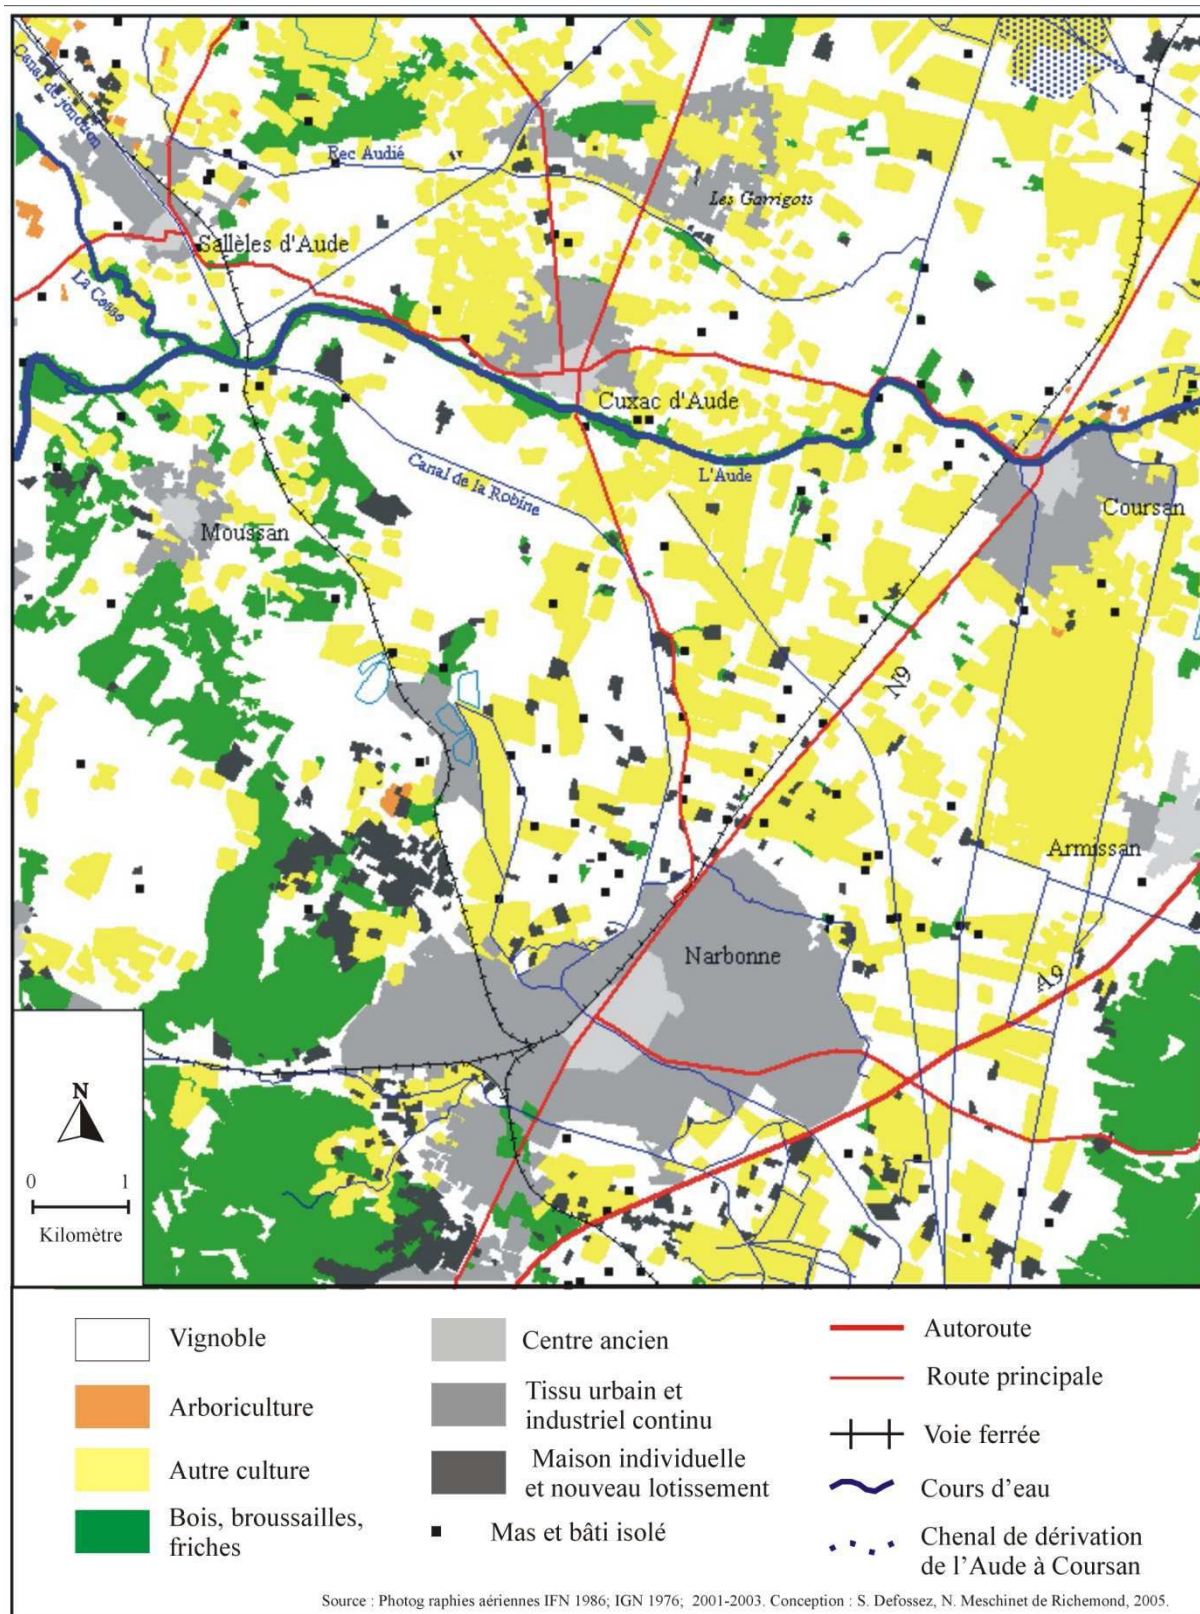 Canal de jonction
Rec Audié
Les Garrigots
Sallèles d'Aude
La Cesse
Cuxac d'Aude
Canal de la Robine
L'Aude
Coursan
Moussan
N9
Armissan
Narbonne
A9
N
0 1
Kilomètre
Vignoble
Arboriculture
Autre culture
Bois, broussailles,
friches
Centre ancien
Tissu urbain et
industriel continu
Maison individuelle
et nouveau lotissement
Mas et bâti isolé
Autoroute
Route principale
Voie ferrée
Cours d'eau
Chenal de dérivation
de l'Aude à Coursan
Source : Photog raphies aériennes IFN 1986; IGN 1976; 2001-2003. Conception : S. Defossez, N. Meschinet de Richemond, 2005.